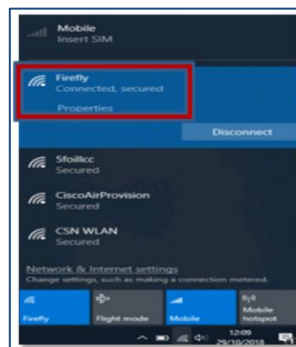 Mobile
Insert SIM
Firefly
Connected, secured
Properties
Disconnect
5foillcc
Secured
CiscoAirProvision
Secured
CSN WLAN
Secured
Network & Internet settings
Change settings, such as making a connection metered.
Firefly
Flight mode
Mobile
Mobile hotspot
12:09
29/10/2018